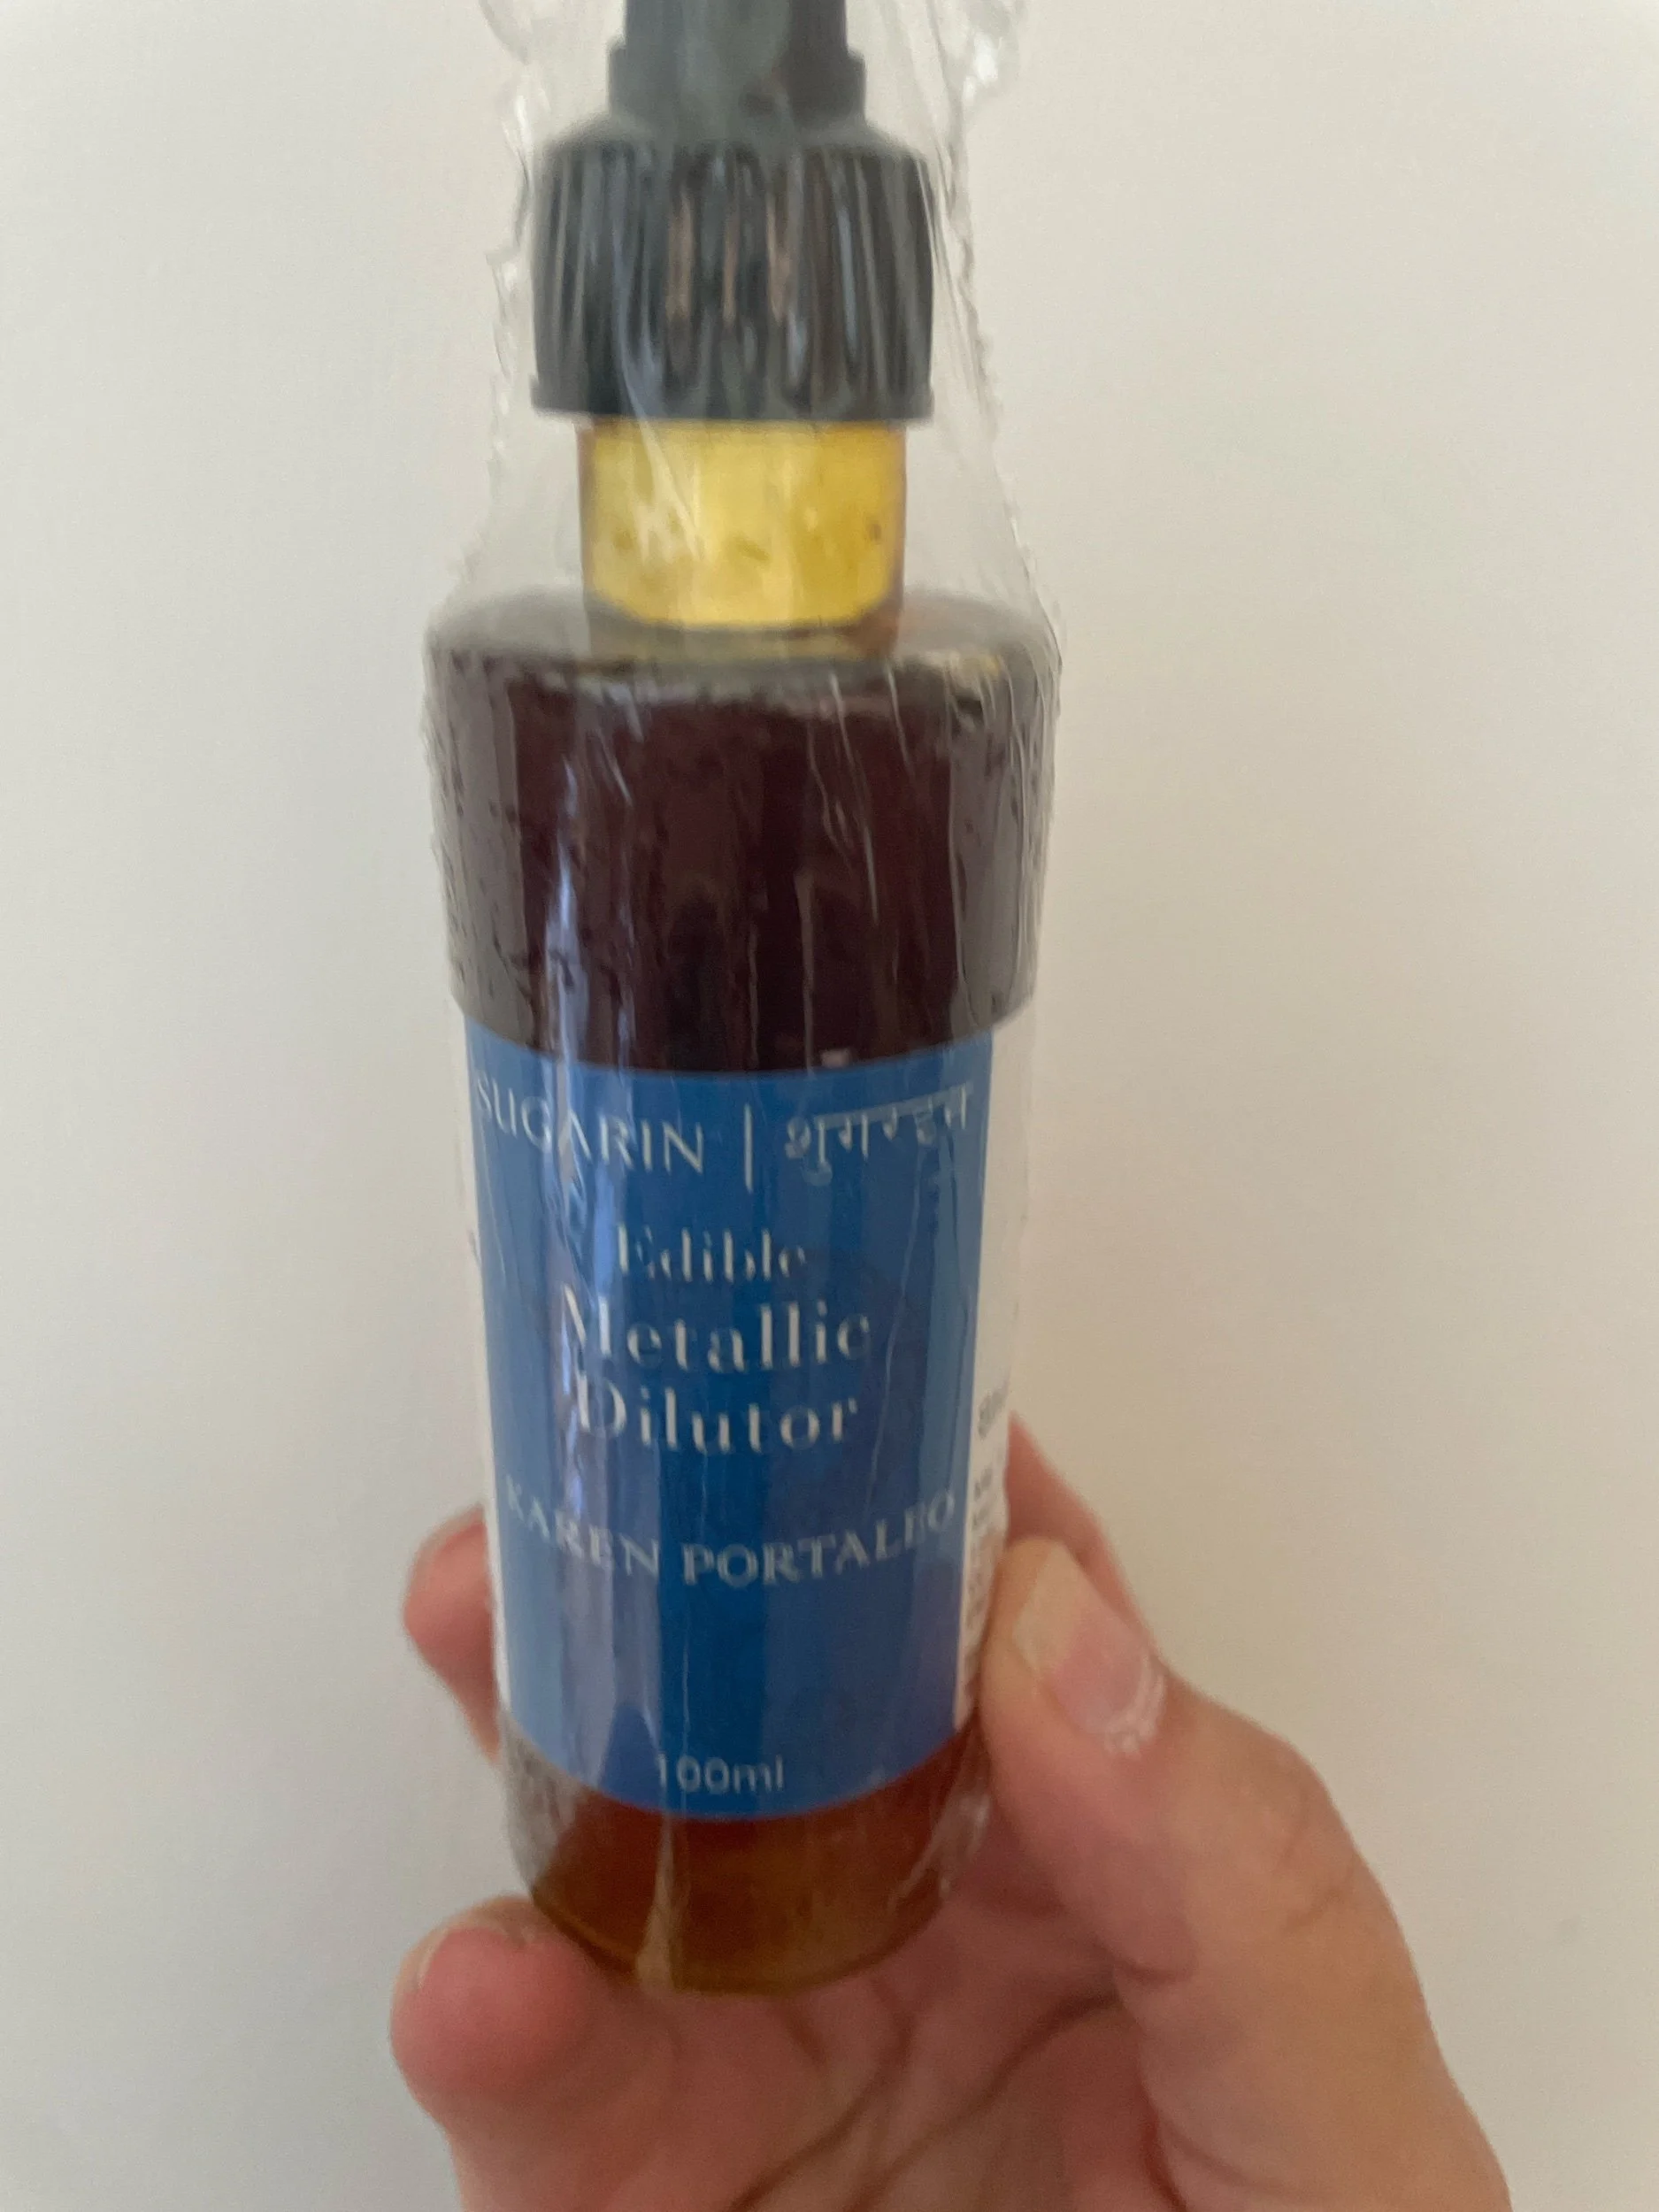 SUGARIN | शुगरइन
Edible
Metallic
Dilutor
KAREN PORTALEO
100ml